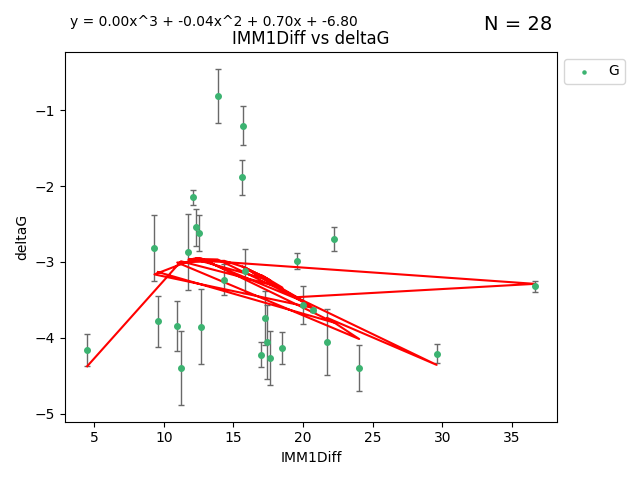 y = 0.00x^3 + -0.04x^2 + 0.70x + -6.80
N = 28
IMM1Diff vs deltaG
G
−1
−2
−3
−4
−5
deltaG
5 10 15 20 25 30 35
IMM1Diff